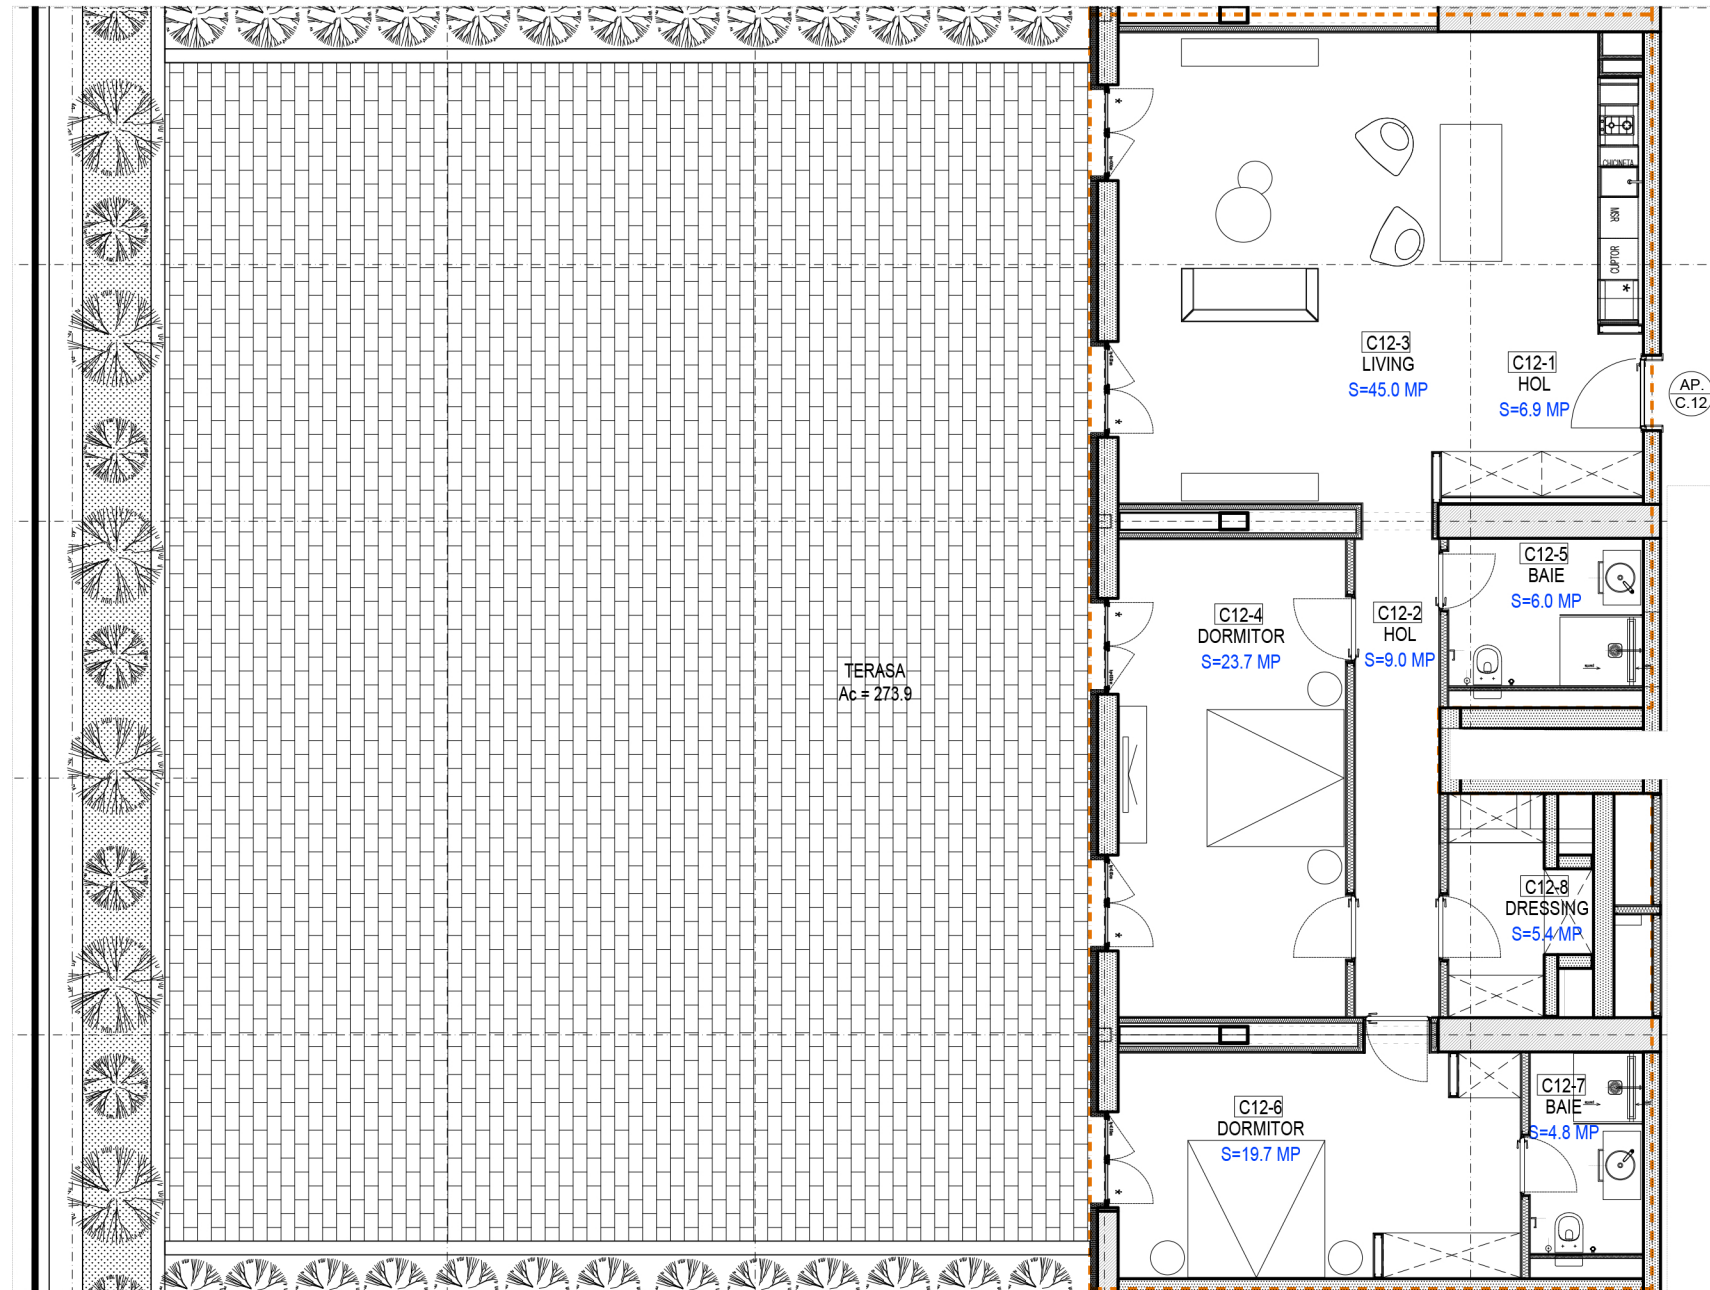 CHICINETA
MSR
CUPTOR
C12-3
LIVING
S=45.0 MP
C12-1
HOL
S=6.9 MP
AP.
C.12
C12-5
BAIE
S=6.0 MP
C12-4
DORMITOR
S=23.7 MP
C12-2
HOL
S=9.0 MP
TERASA
Ac = 273.9
C12-8
DRESSING
S=5.4 MP
C12-7
BAIE
S=4.8 MP
C12-6
DORMITOR
S=19.7 MP